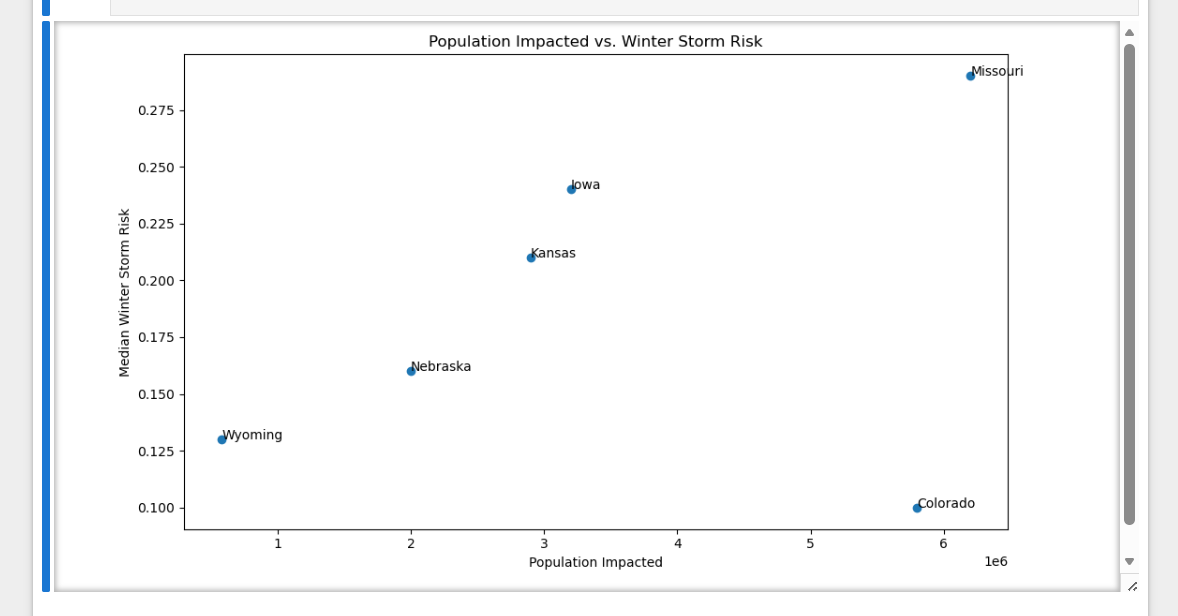 Population Impacted vs. Winter Storm Risk
Missouri
0.275
0.250
Iowa
0.225
Kansas
0.200
Median Winter Storm Risk
0.175
Nebraska
0.150
Wyoming
0.125
Colorado
0.100
1 2 3 4 5 6
Population Impacted
1e6